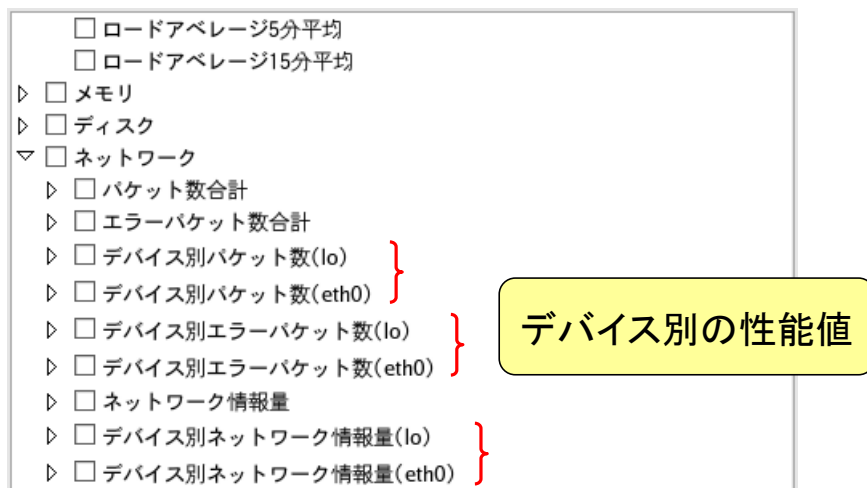 ロードアベレージ5分平均
ロードアベレージ15分平均
メモリ
ディスク
ネットワーク
パケット数合計
エラーパケット数合計
デバイス別パケット数(lo)
デバイス別パケット数(eth0)
デバイス別の性能値
デバイス別エラーパケット数(lo)
デバイス別エラーパケット数(eth0)
ネットワーク情報量
デバイス別ネットワーク情報量(lo)
デバイス別ネットワーク情報量(eth0)